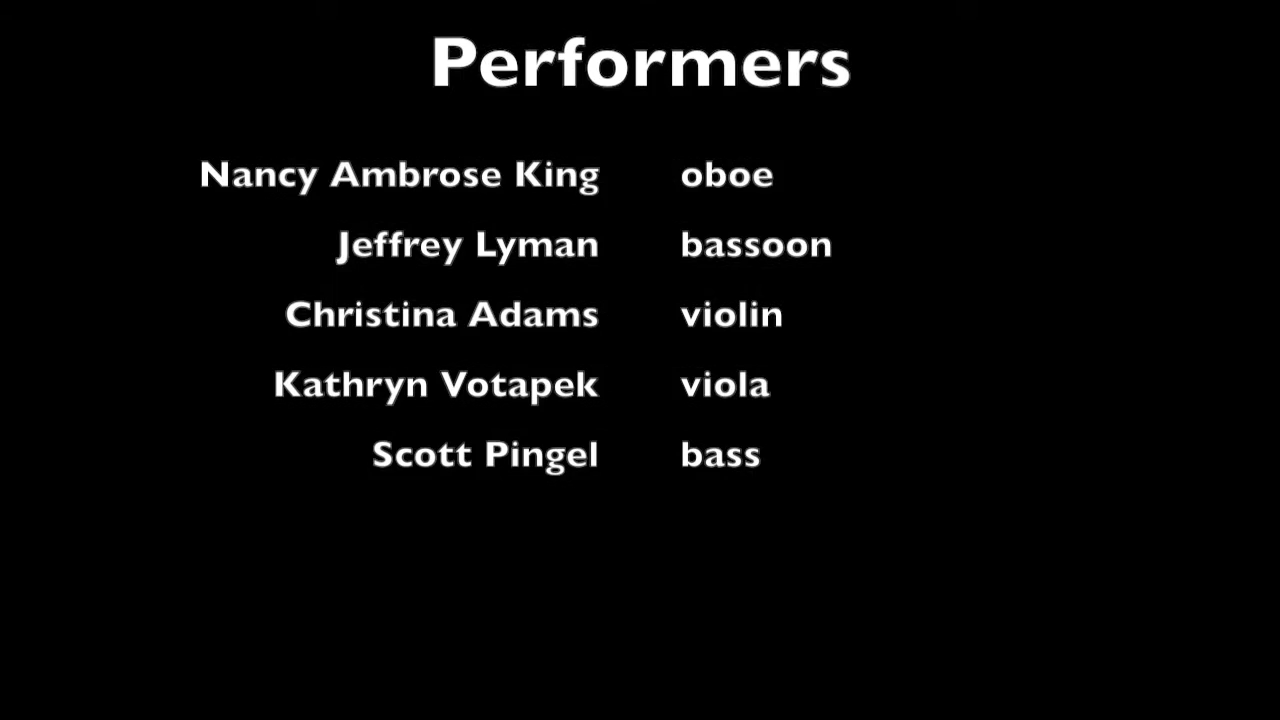 Performers
Nancy Ambrose King oboe
Jeffrey Lyman bassoon
Christina Adams violin
Kathryn Votapek viola
Scott Pingel bass